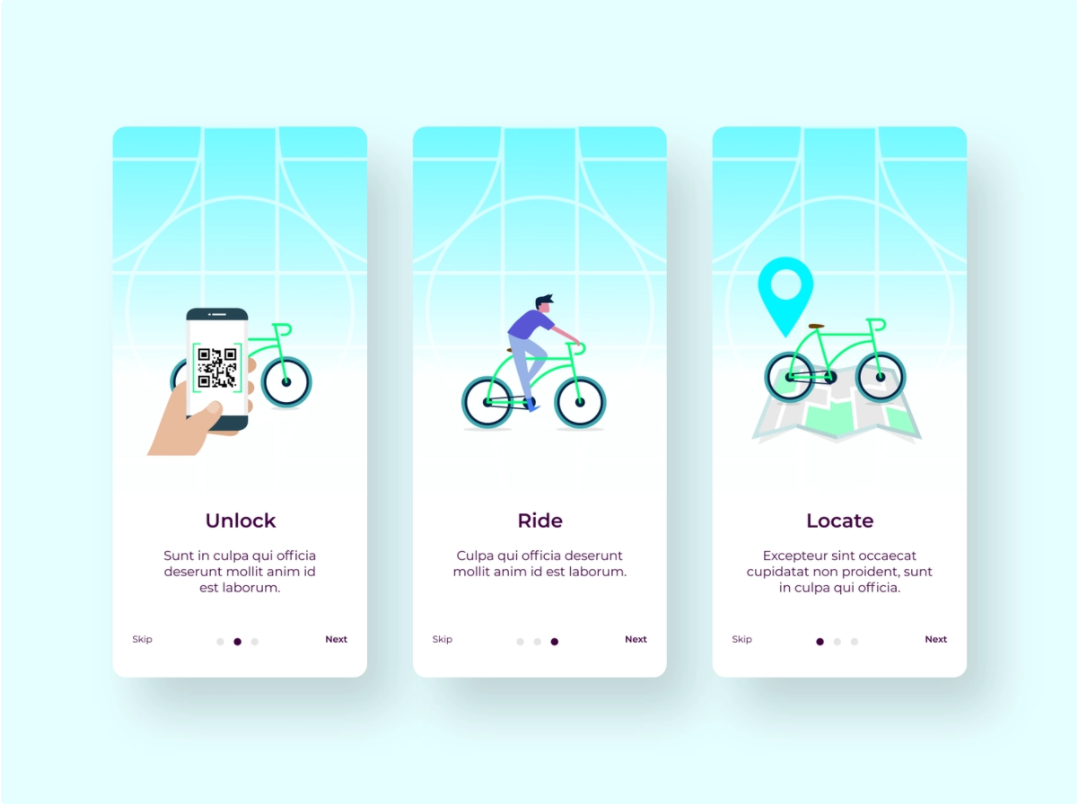 Unlock
Sunt in culpa qui officia
deserunt mollit anim id
est laborum.
Skip
Next
Ride
Culpa qui officia deserunt
mollit anim id est laborum.
Skip
Next
Locate
Excepteur sint occaecat
cupidatat non proident, sunt
in culpa qui officia.
Skip
Next